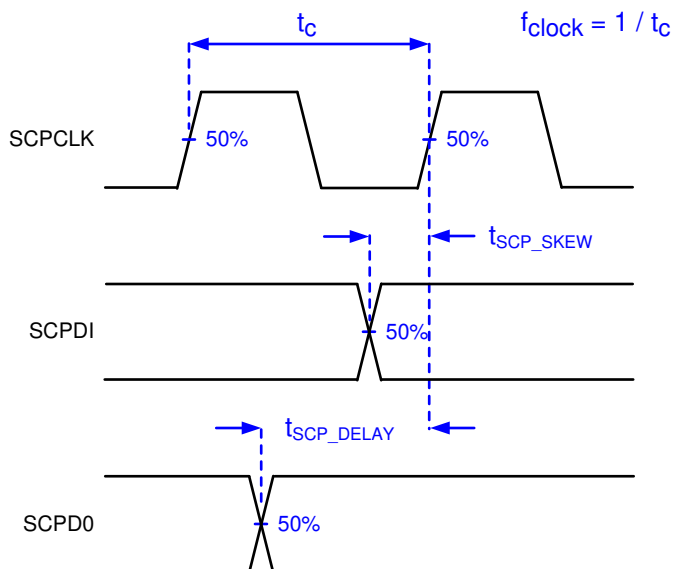 tc
fclock = 1 / tc
SCPCLK
50%
50%
tSCP_SKEW
SCPDI
50%
tSCP_DELAY
SCPD0
50%